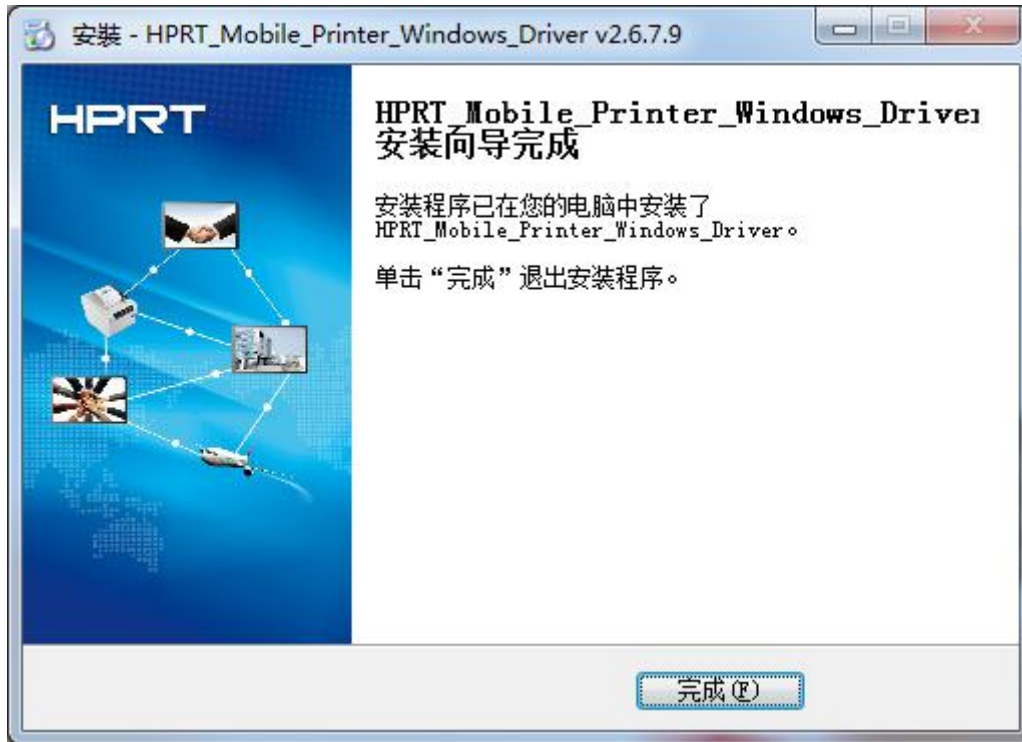 安裝 - HPRT_Mobile_Printer_Windows_Driver v2.6.7.9
HPRT
HPRT_Mobile_Printer_Windows_Driver
安装向导完成
安装程序已在您的电脑中安装了
HPRT_Mobile_Printer_Windows_Driver。
单击“完成”退出安装程序。
完成(F)